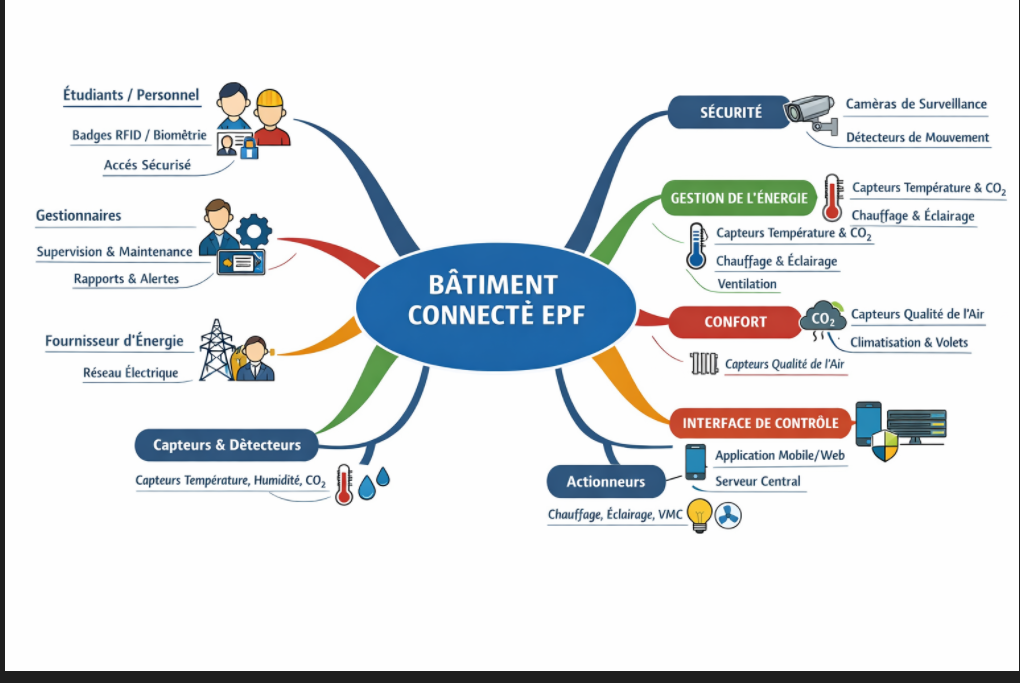 Étudiants / Personnel
Badges RFID / Biomètrie
Accés Sécurisé
Gestionnaires
Supervision & Maintenance
Rapports & Alertes
Fournisseur d'Énergie
Réseau Électrique
Capteurs & Dètecteurs
Capteurs Température, Humidité, CO₂
BÂTIMENT
CONNECTÈ EPF
SÉCURITÉ
Camèras de Surveillance
Détecteurs de Mouvement
GESTION DE L'ÉNERGIE
Capteurs Température & CO₂
Chauffage & Éclairage
Capteurs Température & CO₂
Chauffage & Éclairage
Ventilation
CONFORT
CO₂
Capteurs Qualité de l'Air
Climatisation & Volets
Capteurs Qualité de l'Air
INTERFACE DE CONTRÔLE
Application Mobile/Web
Serveur Central
Actionneurs
Chauffage, Éclairage, VMC